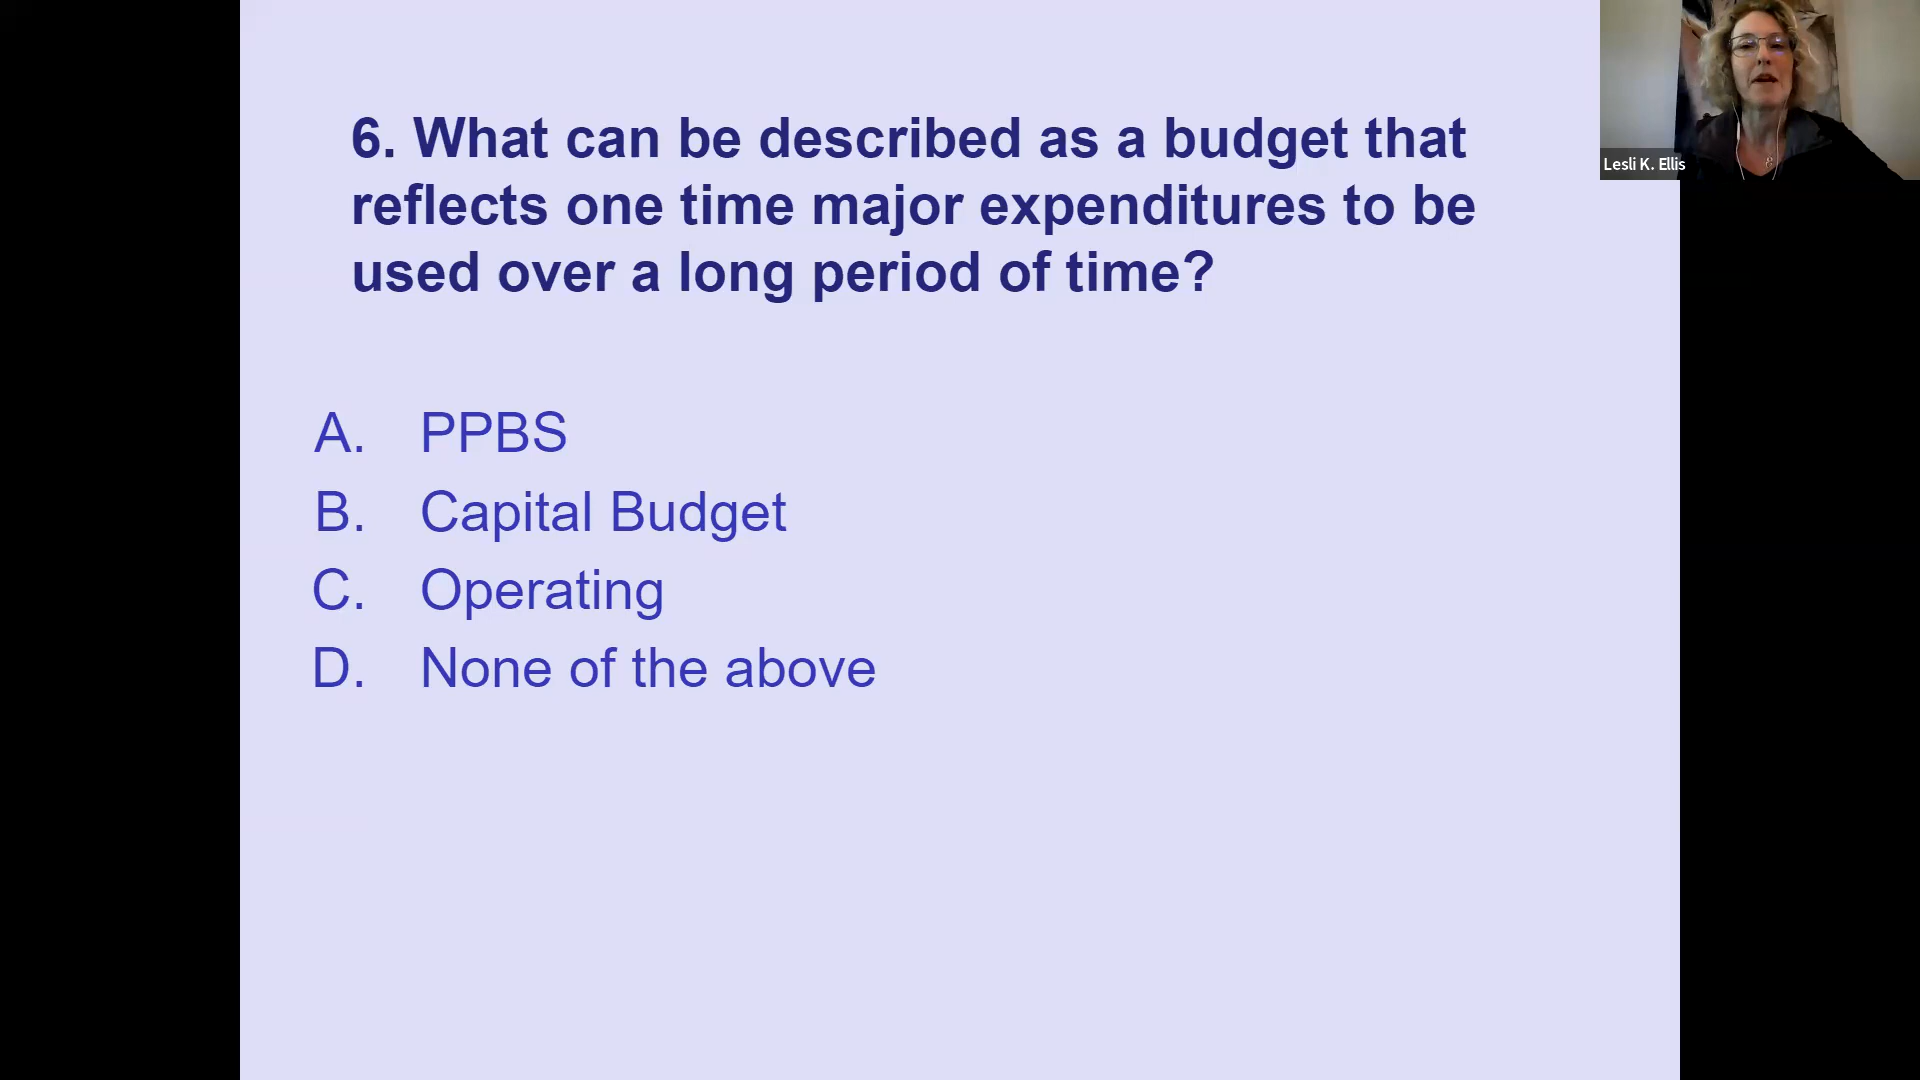 6. What can be described as a budget that
reflects one time major expenditures to be
used over a long period of time?
A. PPBS
B. Capital Budget
C. Operating
D. None of the above
Lesli K. Ellis